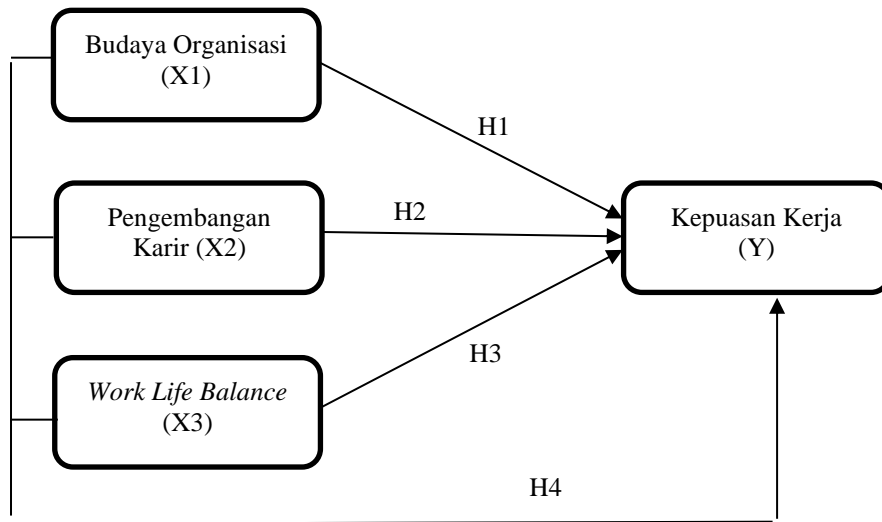 Budaya Organisasi
(X1)
H1
Pengembangan
Karir (X2)
H2
Kepuasan Kerja
(Y)
Work Life Balance
(X3)
H3
H4